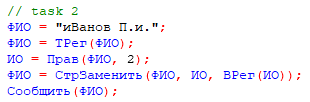 // task 2
ФИО = "иВанов П.и.";
ФИО = ТРег(ФИО);
ИО = Прав(ФИО, 2);
ФИО = СтрЗаменить(ФИО, ИО, ВРег(ИО));
Сообщить(ФИО);